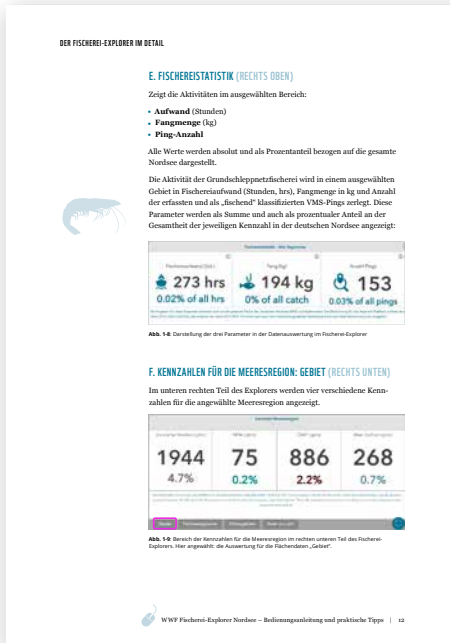 DER FISCHEREI-EXPLORER IM DETAIL
E. FISCHEREISTATISTIK (RECHTS OBEN)
Zeigt die Aktivitäten im ausgewählten Bereich:
• Aufwand (Stunden)
• Fangmenge (kg)
• Ping-Anzahl
Alle Werte werden absolut und als Prozentanteil bezogen auf die gesamte
Nordsee dargestellt.
Die Aktivität der Grundschleppnetzfischerei wird in einem ausgewählten
Gebiet in Fischereiaufwand (Stunden, hrs), Fangmenge in kg und Anzahl
der erfassten und als „fischend" klassifizierten VMS-Pings zerlegt. Diese
Parameter werden als Summe und auch als prozentualer Anteil an der
Gesamtheit der jeweiligen Kennzahl in der deutschen Nordsee angezeigt:
273 hrs 194 kg 153
0.02% of all hrs 0% of all catch 0.03% of all pings
Abb. 1-8: Darstellung der drei Parameter in der Datenauswertung im Fischerei-Explorer
F. KENNZAHLEN FÜR DIE MEERESREGION: GEBIET (RECHTS UNTEN)
Im unteren rechten Teil des Explorers werden vier verschiedene Kenn-
zahlen für die angewählte Meeresregion angezeigt.
1944 75 886 268
4.7% 0.2% 2.2% 0.7%
Abb. 1-9: Bereich der Kennzahlen für die Meeresregion im rechten unteren Teil des Fischerei-
Explorers. Hier angewählt: die Auswertung für die Flächendaten „Gebiet".
WWF Fischerei-Explorer Nordsee – Bedienungsanleitung und praktische Tipps | 12